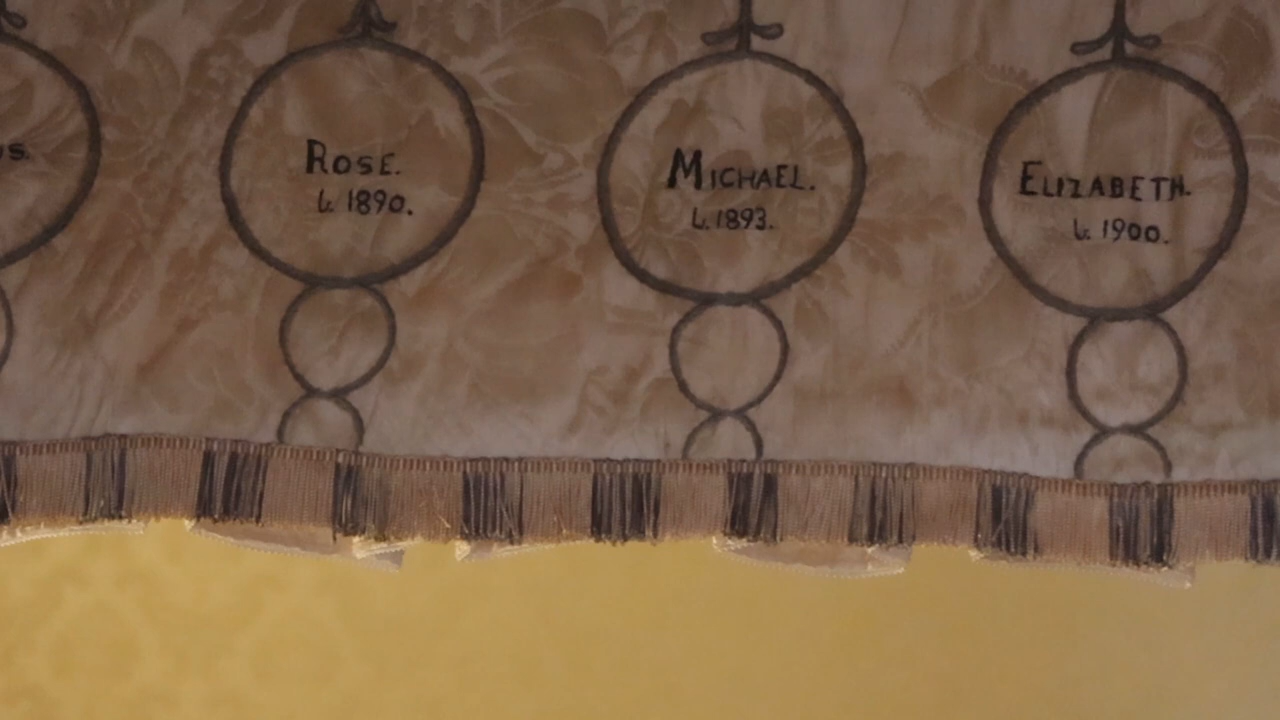 ROSE.
b. 1890.
MICHAEL.
b. 1893.
ELIZABETH.
b. 1900.